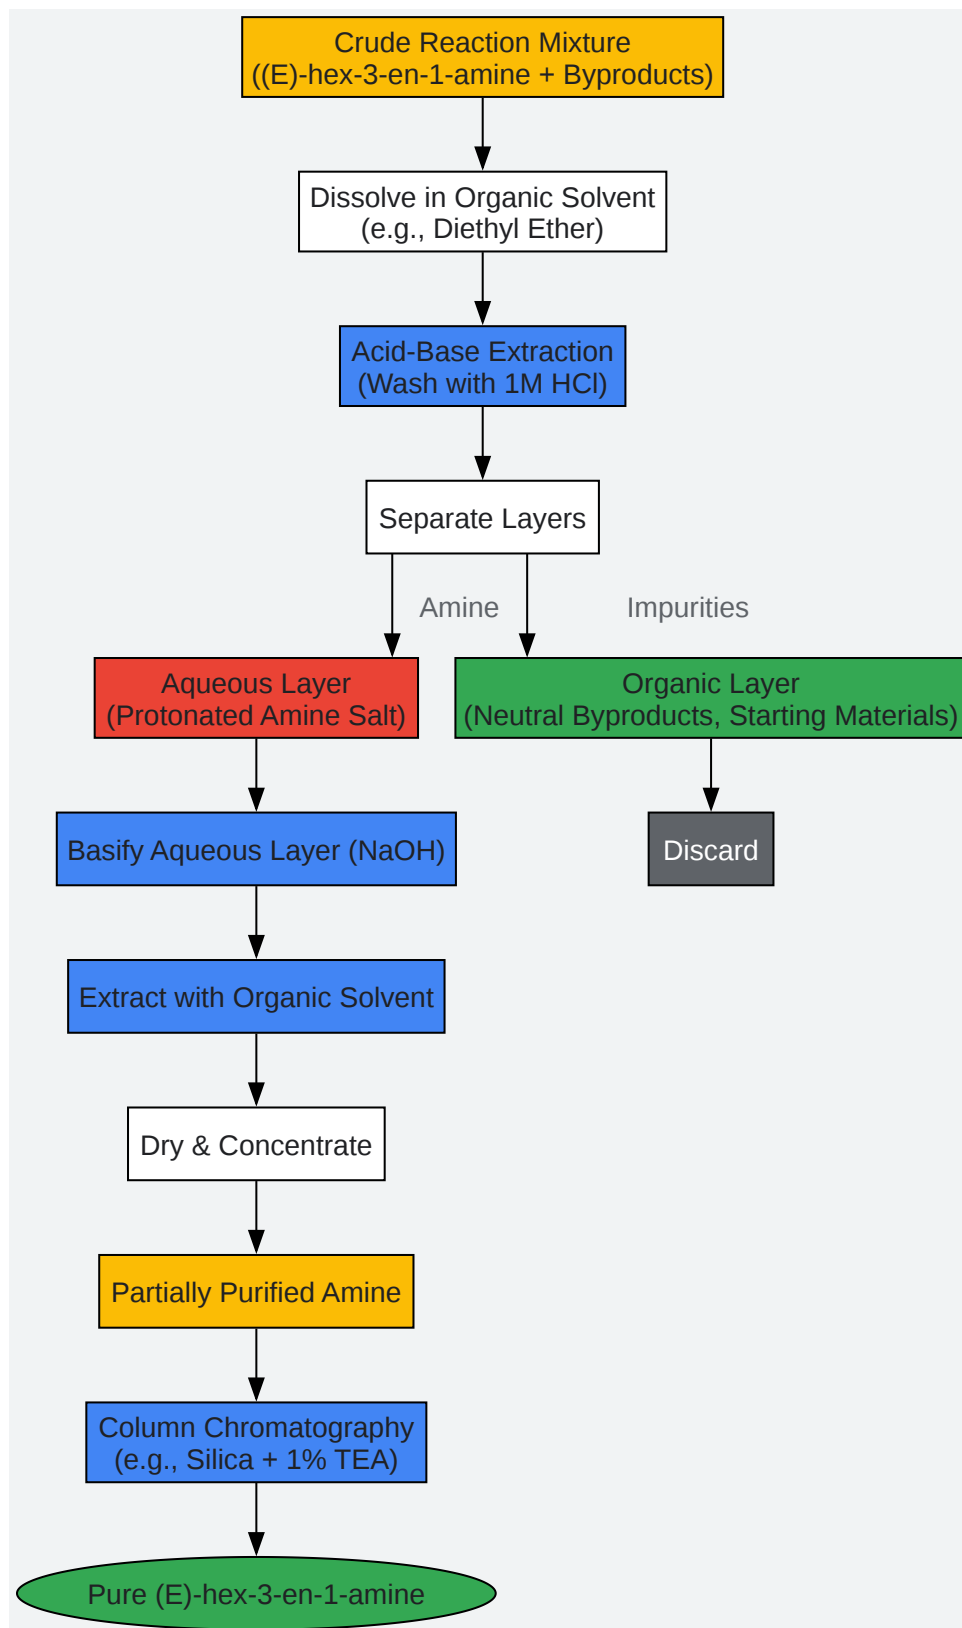 Crude Reaction Mixture
((E)-hex-3-en-1-amine + Byproducts)
Dissolve in Organic Solvent
(e.g., Diethyl Ether)
Acid-Base Extraction
(Wash with 1M HCl)
Separate Layers
Amine
Impurities
Aqueous Layer
(Protonated Amine Salt)
Organic Layer
(Neutral Byproducts, Starting Materials)
Basify Aqueous Layer (NaOH)
Discard
Extract with Organic Solvent
Dry & Concentrate
Partially Purified Amine
Column Chromatography
(e.g., Silica + 1% TEA)
Pure (E)-hex-3-en-1-amine